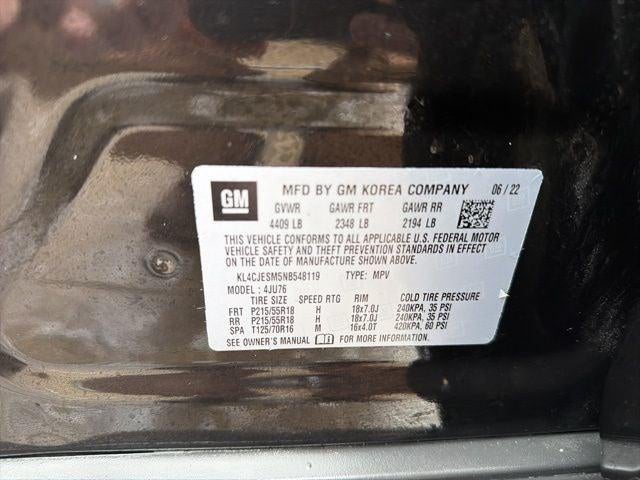 GM MFD BY GM KOREA COMPANY 06 / 22
GVWR GAWR FRT GAWR RR
4409 LB 2348 LB 2194 LB
THIS VEHICLE CONFORMS TO ALL APPLICABLE U.S. FEDERAL MOTOR
VEHICLE SAFETY AND THEFT PREVENTION STANDARDS IN EFFECT
ON THE DATE OF MANUFACTURE SHOWN ABOVE.
KL4CJESM5NB548119 TYPE: MPV
MODEL : 4JU76
TIRE SIZE SPEED RTG RIM COLD TIRE PRESSURE
FRT P215/55R18 H 18x7.0J 240KPA, 35 PSI
RR P215/55R18 H 18x7.0J 240KPA, 35 PSI
SPA T125/70R16 M 16x4.0T 420KPA, 60 PSI
SEE OWNER'S MANUAL FOR MORE INFORMATION.